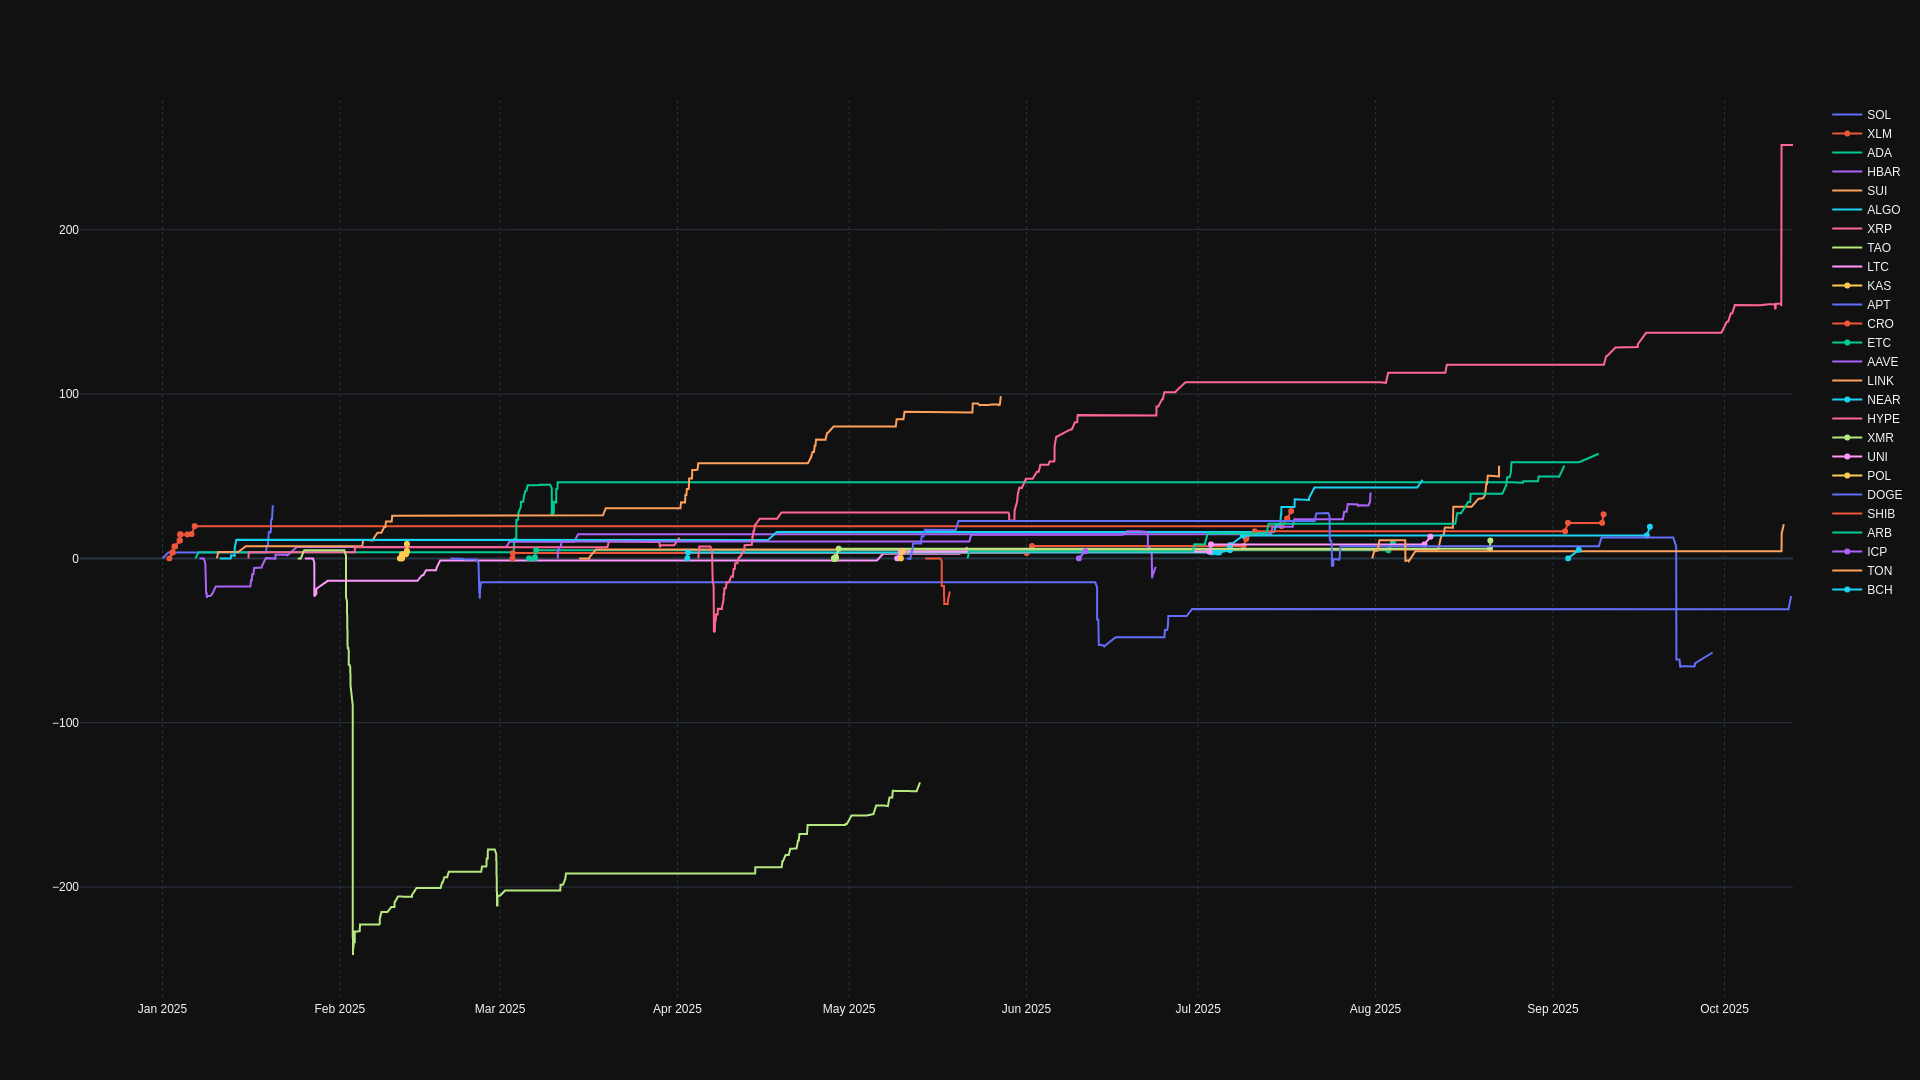 200
100
0
−100
−200
Jan 2025
Feb 2025
Mar 2025
Apr 2025
May 2025
Jun 2025
Jul 2025
Aug 2025
Sep 2025
Oct 2025
SOL
XLM
ADA
HBAR
SUI
ALGO
XRP
TAO
LTC
KAS
APT
CRO
ETC
AAVE
LINK
NEAR
HYPE
XMR
UNI
POL
DOGE
SHIB
ARB
ICP
TON
BCH